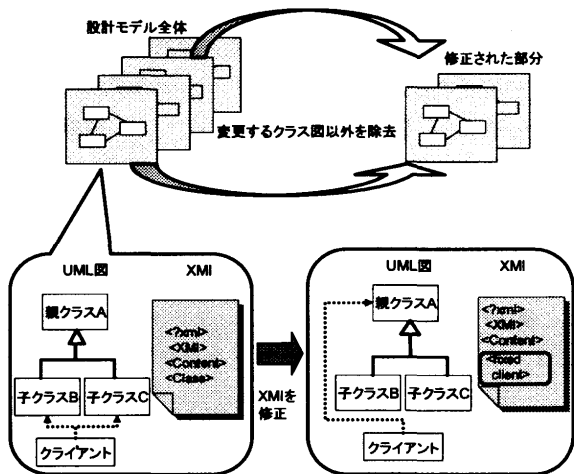 設計モデル全体
修正された部分
変更するクラス図以外を除去
UML図
XMI
親クラスA
<?xml>
<XMI>
<Content>
<Class>
子クラスB
子クラスC
クライアント
XMIを
修正
UML図
XMI
親クラスA
<?xml>
<XMI>
<Content>
<fixed
client>
子クラスB
子クラスC
クライアント